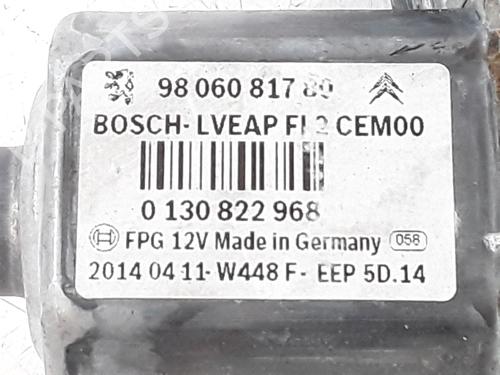 98 060 817 80
BOSCH-LVEAP FL2 CEM00
0 130 822 968
FPG 12V Made in Germany 058
2014 04 11-W448 F- EEP 5D.14